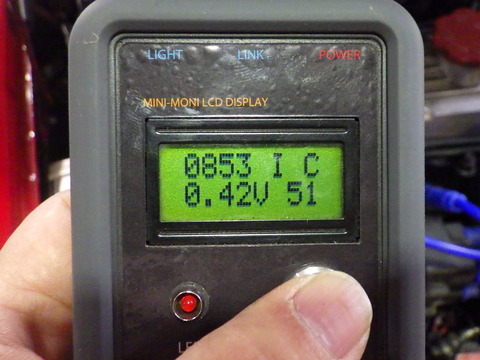 LIGHT LINK POWER
MINI-MONI LCD DISPLAY
0853 I C
0.42V 51